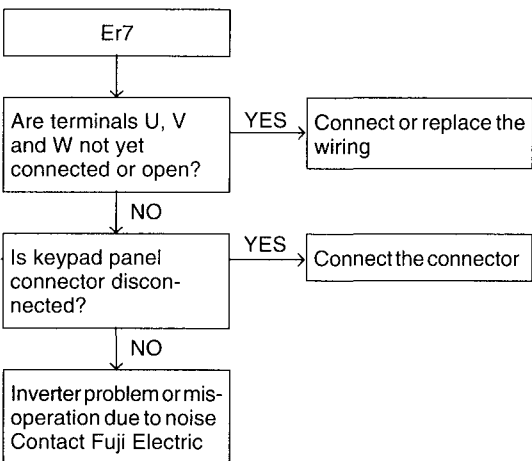 Er7
Are terminals U, V
and W not yet
connected or open?
YES
Connect or replace the
wiring
NO
Is keypad panel
connector discon-
nected?
YES
Connect the connector
NO
Inverter problem or mis-
operation due to noise
Contact Fuji Electric